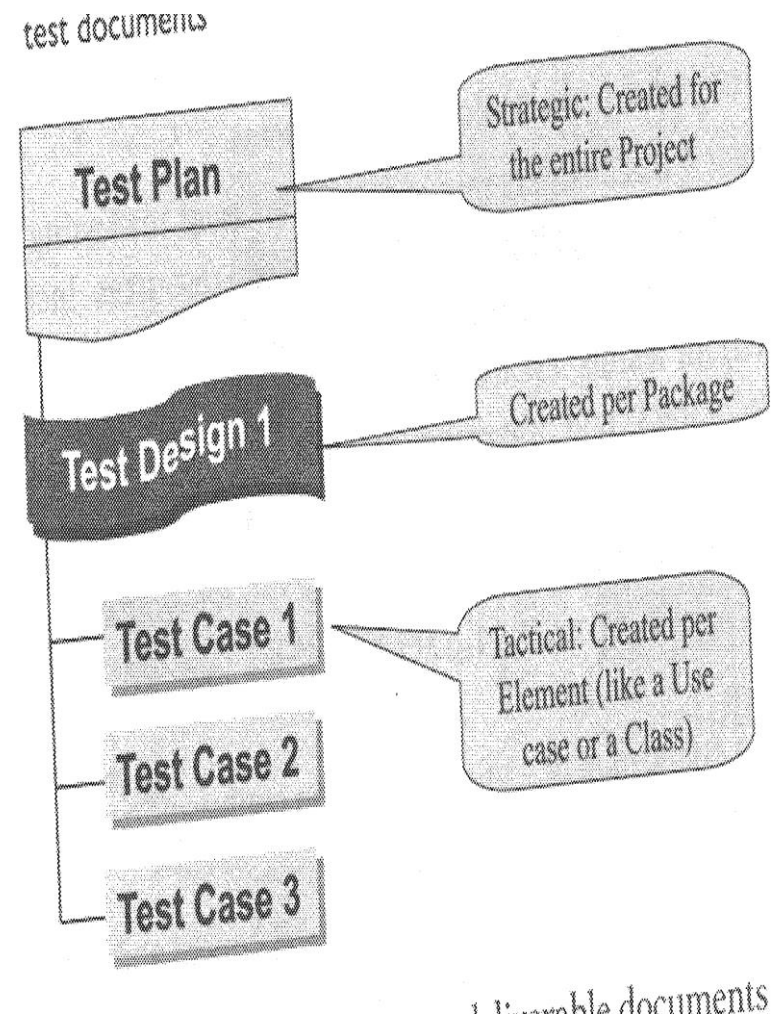 test documents
Test Plan
Strategic: Created for
the entire Project
Test Design 1
Created per Package
Test Case 1
Tactical: Created per
Element (like a Use
case or a Class)
Test Case 2
Test Case 3
documents